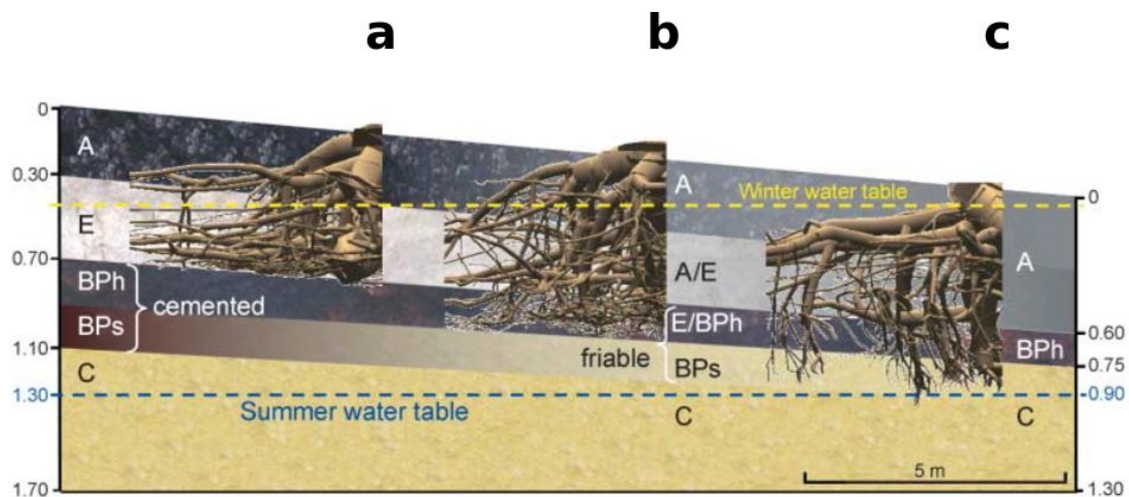 a b c
0
A
0.30
E
0.70
BPh
BPs
cemented
1.10
C
1.30
Summer water table
1.70
A
Winter water table
A/E
E/BPh
friable
BPs
C
0
A
0.60
BPh
0.75
0.90
C
5 m
1.30